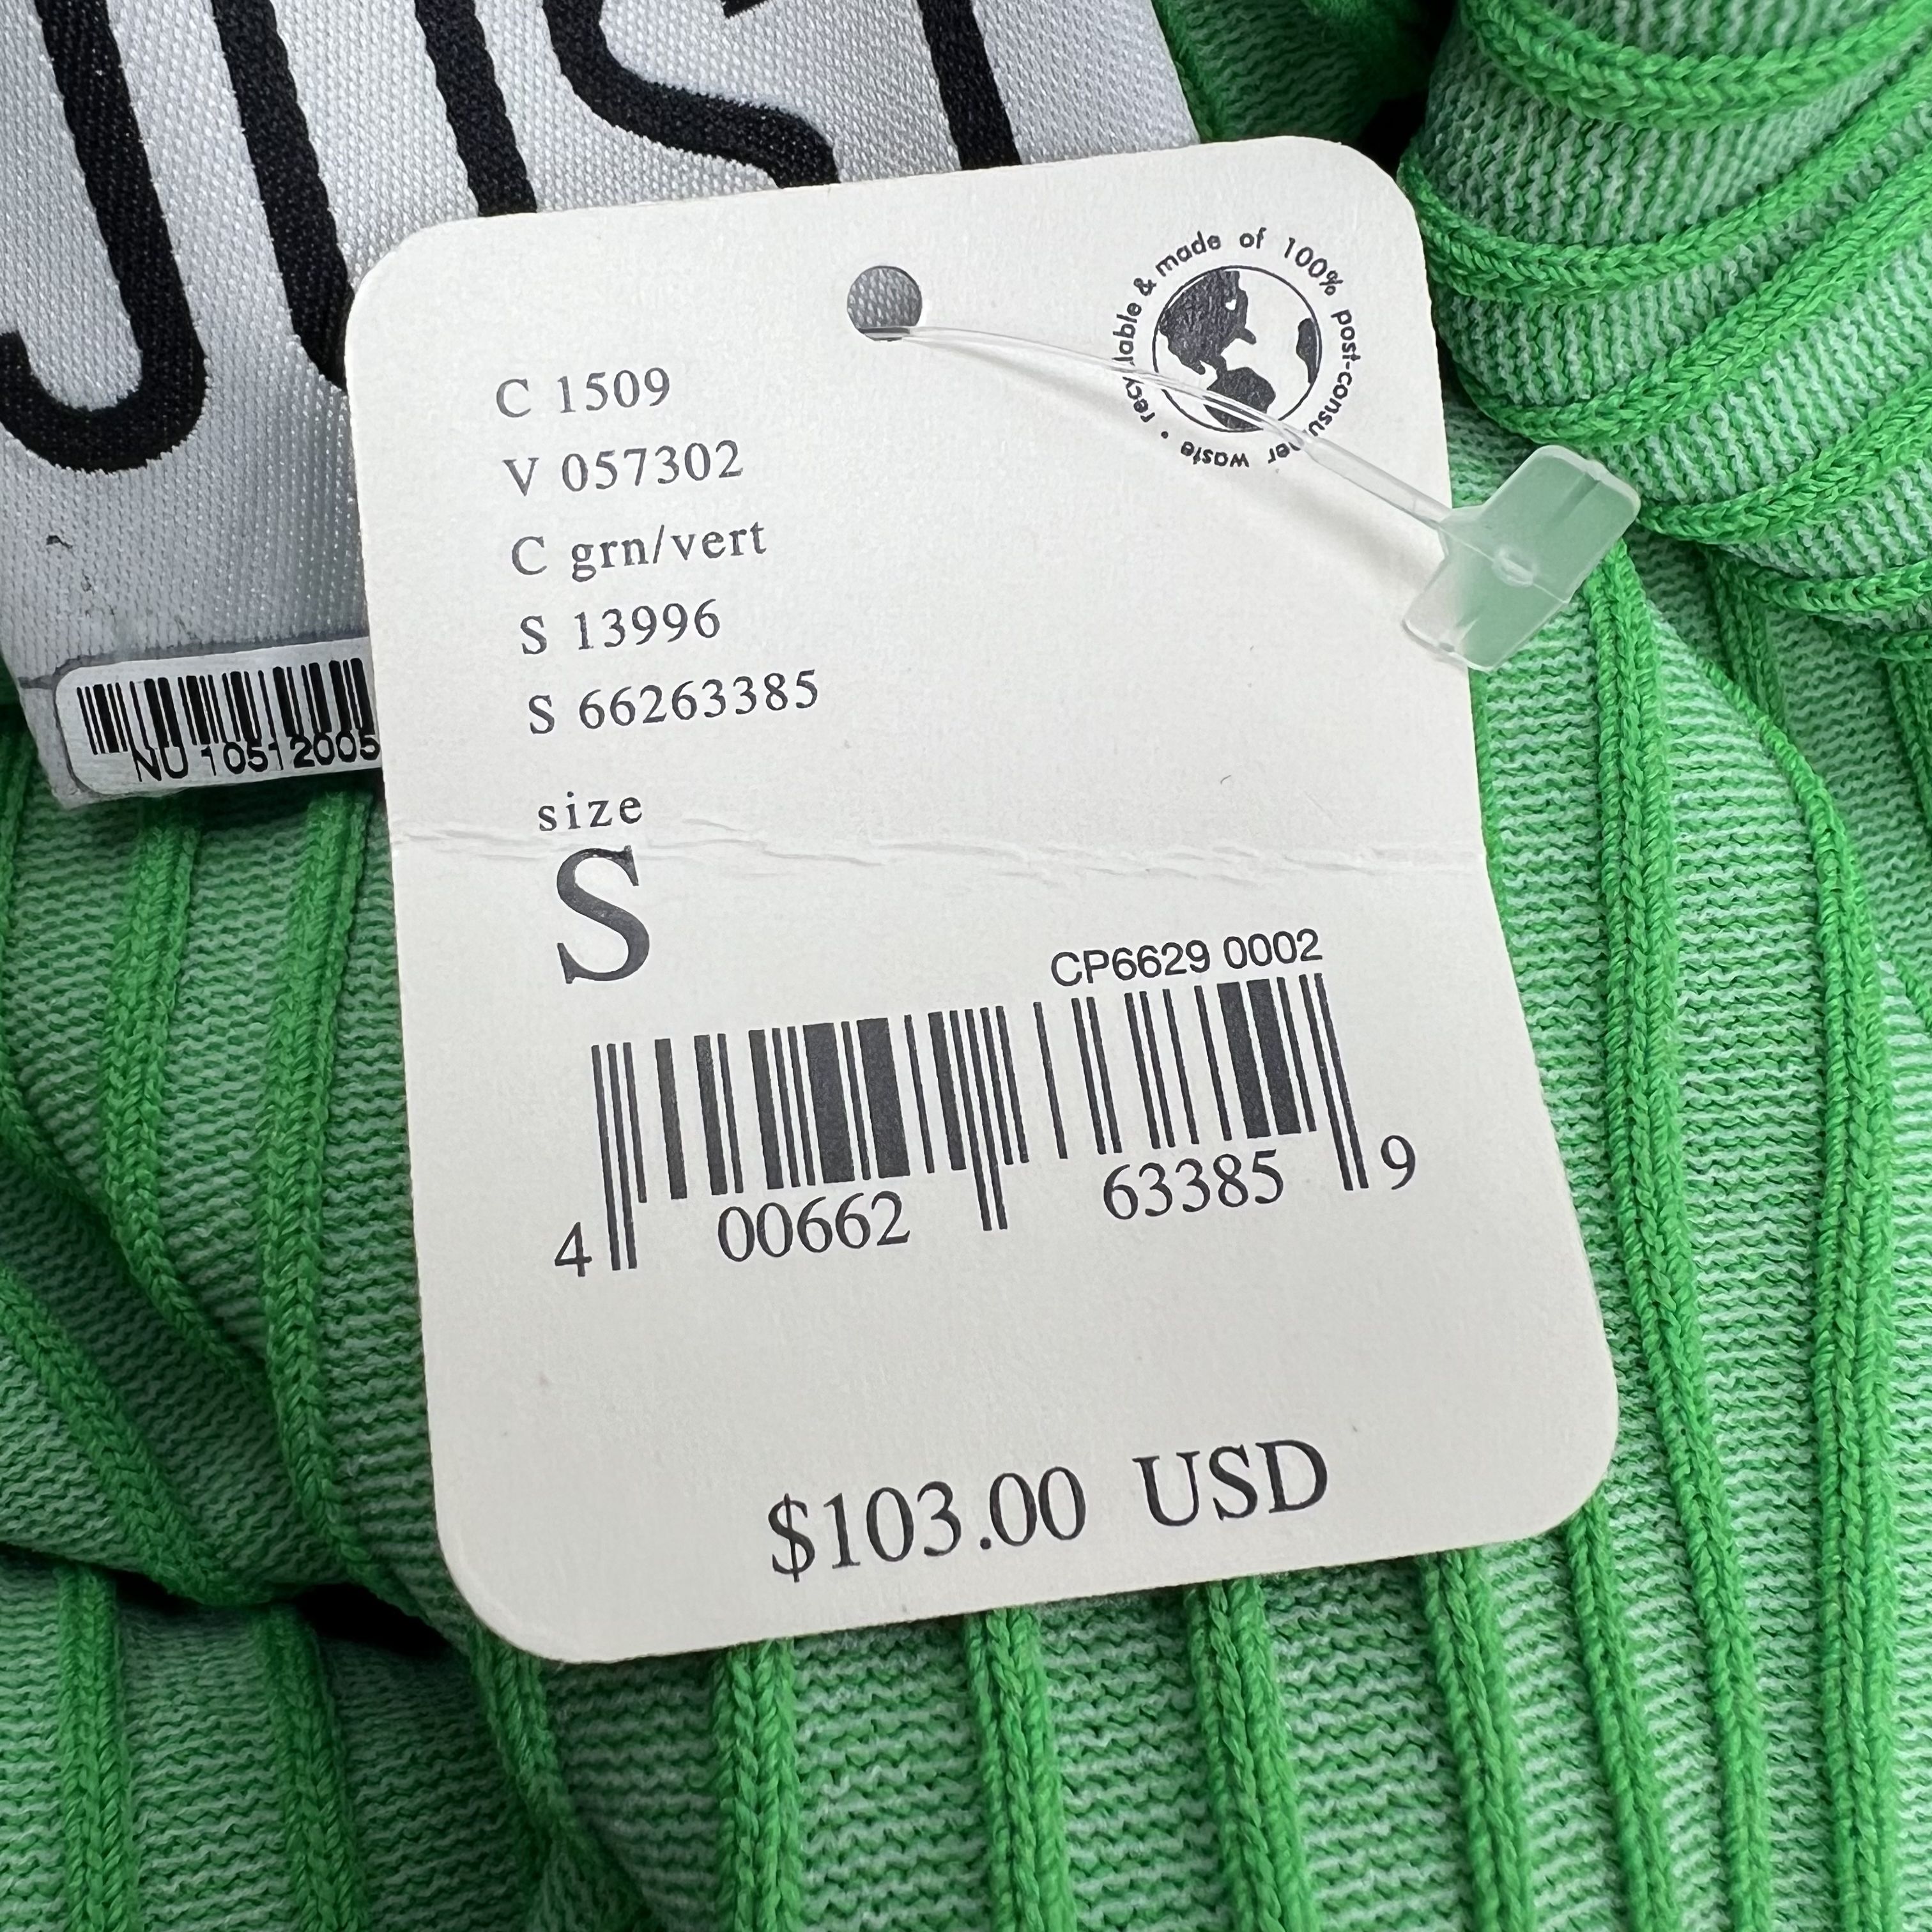 JUST
recyclable & made of 100% post-consumer waste •
C 1509
V 057302
C grn/vert
S 13996
S 66263385
NU 10512005
size
S
CP6629 0002
4 00662 63385 9
$103.00 USD